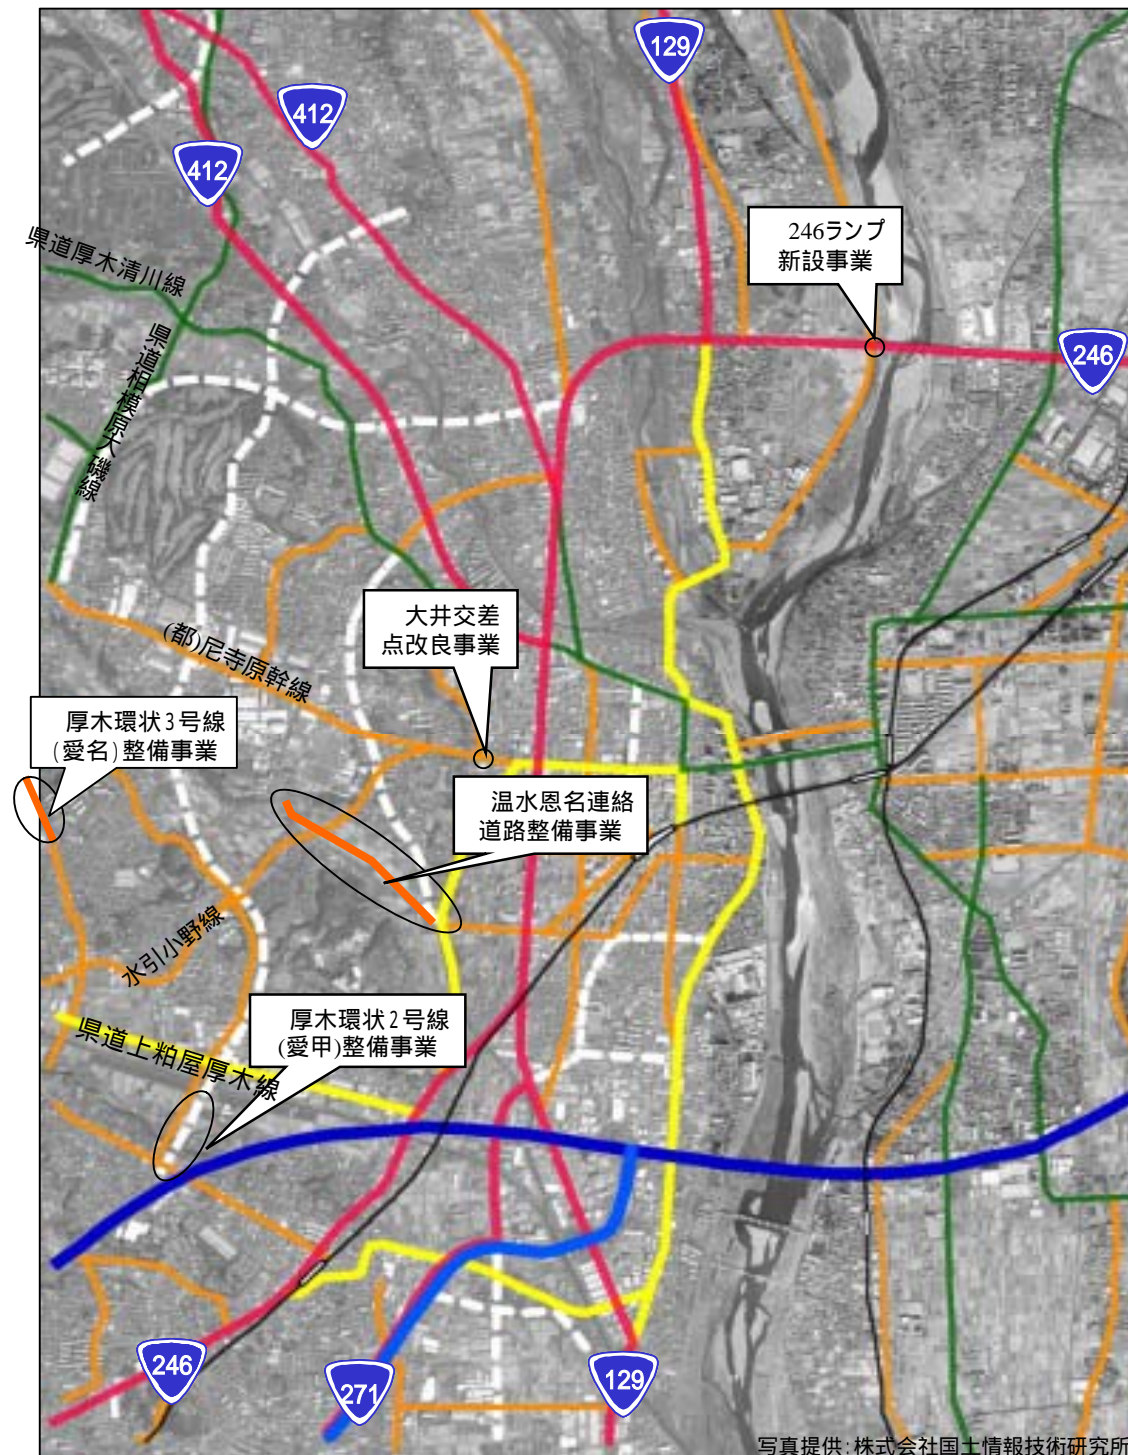 129
412
412
246ランプ
新設事業
県道厚木清川線
県道相模原大磯線
246
大井交差
点改良事業
(都)尼寺原幹線
厚木環状3号線
(愛名)整備事業
温水恩名連絡
道路整備事業
水引小野線
厚木環状2号線
(愛甲)整備事業
県道上粕屋厚木線
246
271
129
写真提供:株式会社国土情報技術研究所